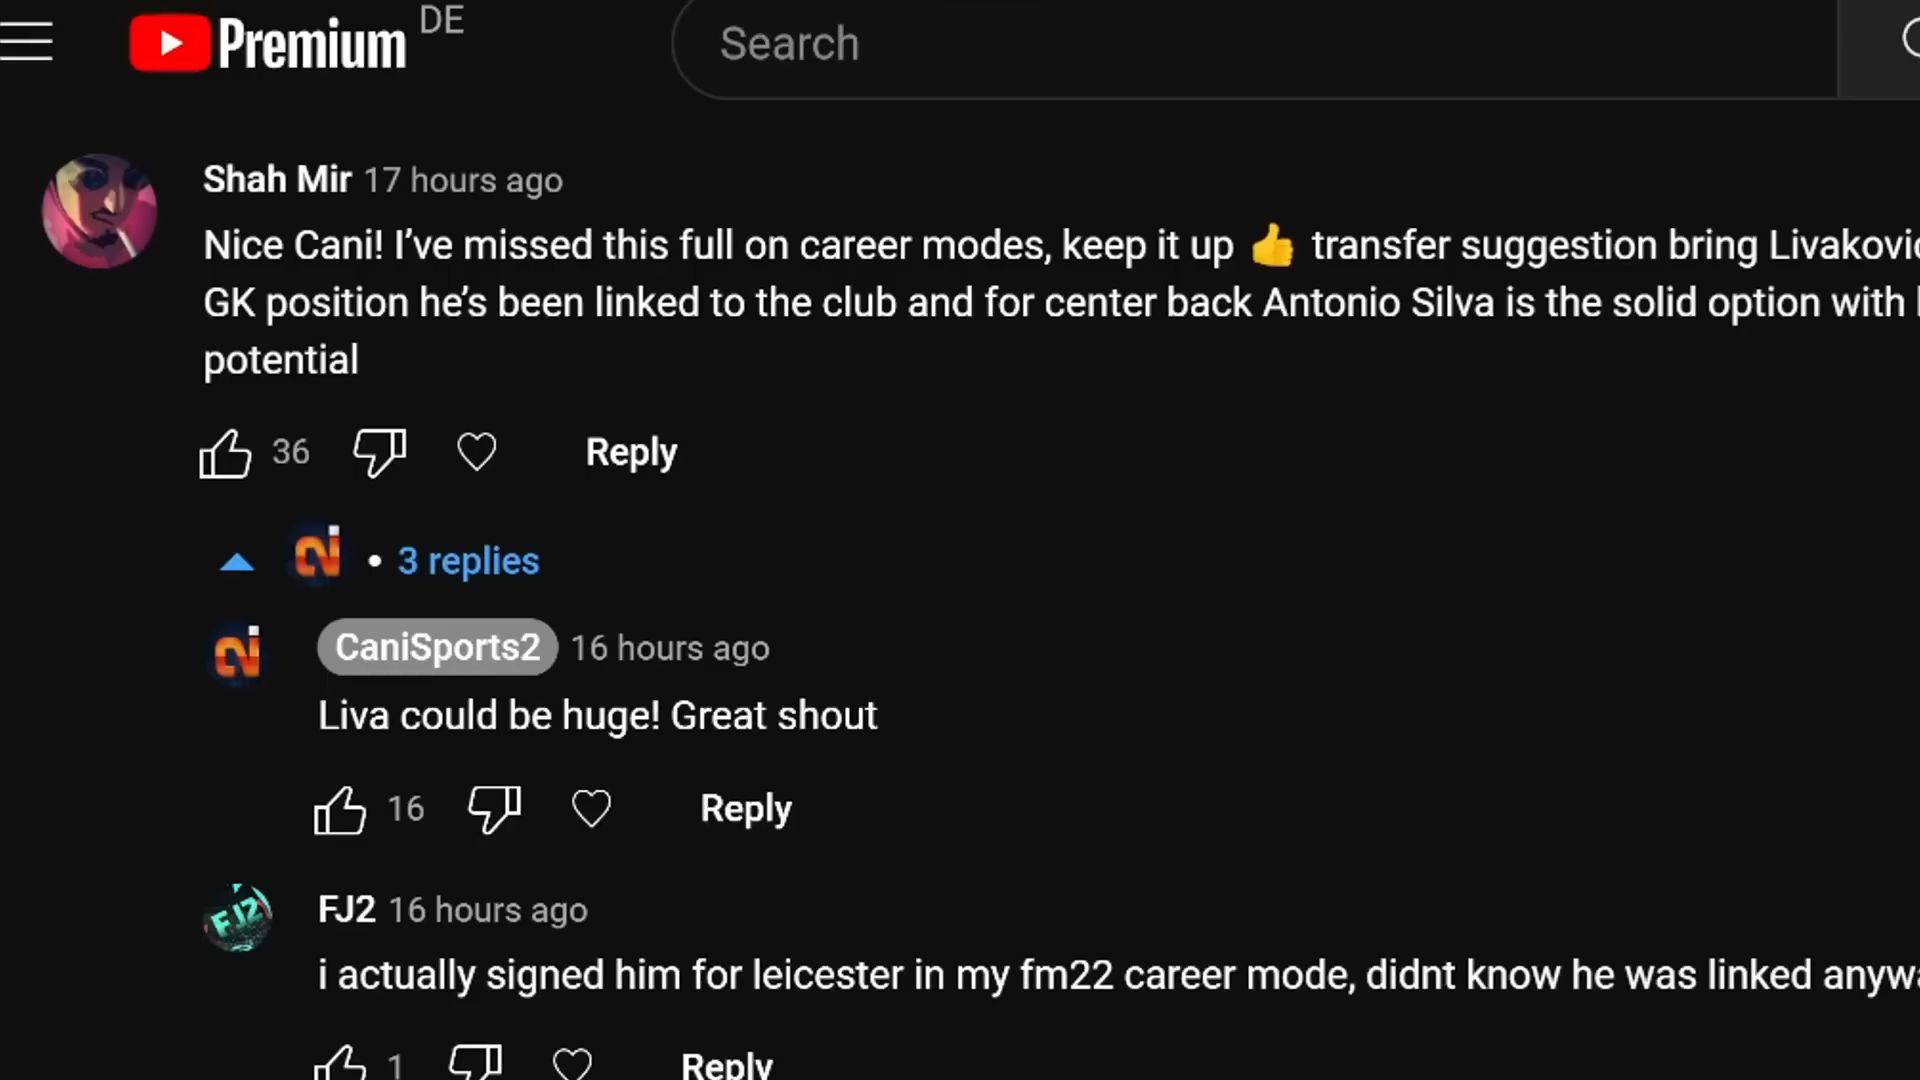 Premium DE
Search
Shah Mir 17 hours ago
Nice Cani! I’ve missed this full on career modes, keep it up 👍 transfer suggestion bring Livakovic
GK position he’s been linked to the club and for center back Antonio Silva is the solid option with
potential
36
Reply
• 3 replies
CaniSports2 16 hours ago
Liva could be huge! Great shout
16
Reply
FJ2
FJ2 16 hours ago
i actually signed him for leicester in my fm22 career mode, didnt know he was linked anywa
1
Reply